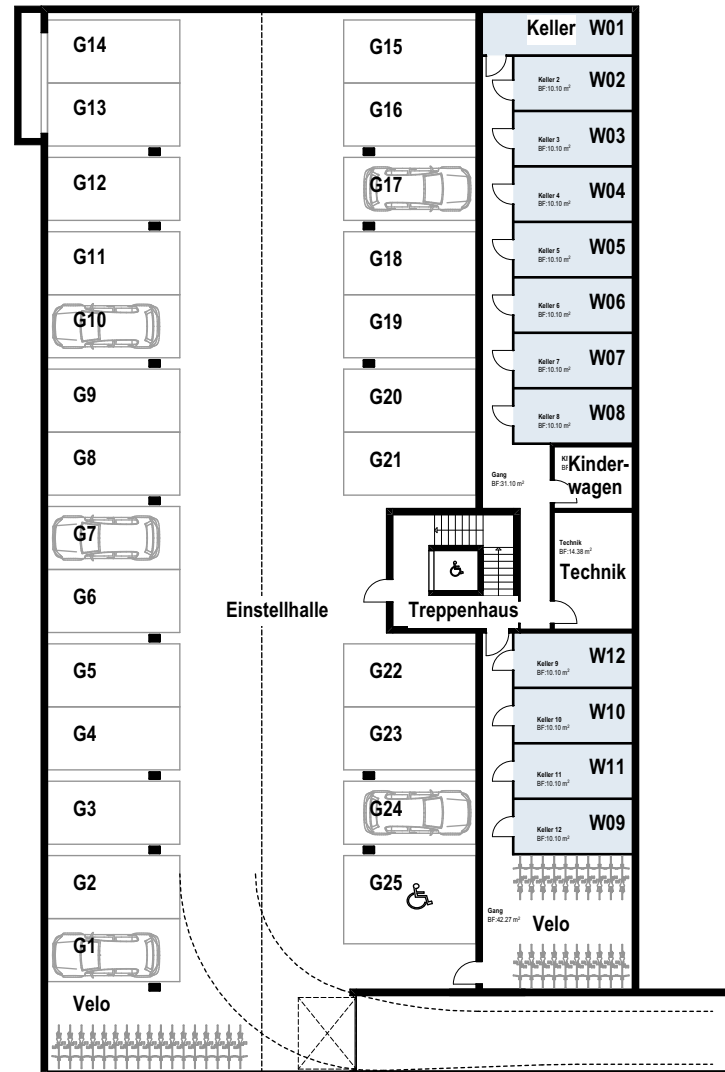 G14
G13
G12
G11
G10
G9
G8
G7
G6
G5
G4
G3
G2
G1
Velo
Einstellhalle
G15
G16
G17
G18
G19
G20
G21
Treppenhaus
G22
G23
G24
G25
Keller W01
Keller 2
BF:10.10 m²
W02
Keller 3
BF:10.10 m²
W03
Keller 4
BF:10.10 m²
W04
Keller 5
BF:10.10 m²
W05
Keller 6
BF:10.10 m²
W06
Keller 7
BF:10.10 m²
W07
Keller 8
BF:10.10 m²
W08
Gang
BF:31.10 m²
Kinder-
wagen
Technik
BF:14.38 m²
Technik
Keller 9
BF:10.10 m²
W12
Keller 10
BF:10.10 m²
W10
Keller 11
BF:10.10 m²
W11
Keller 12
BF:10.10 m²
W09
Gang
BF:42.27 m²
Velo